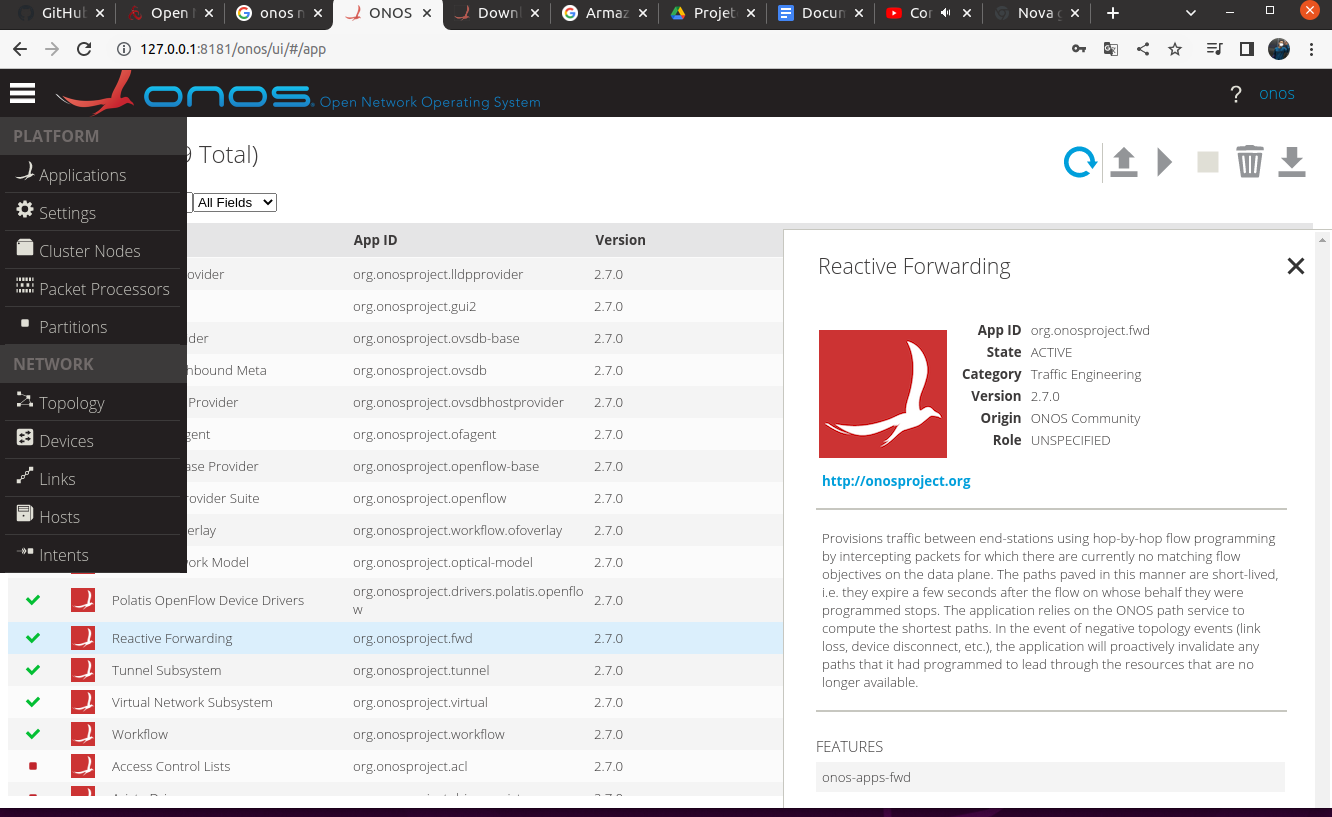 GitHub
Open N
onos n
ONOS
Downl
Armaz
Projet
Docum
Cor
Nova g
127.0.0.1:8181/onos/ui/#/app
onos Open Network Operating System
? onos
PLATFORM
Applications
Settings
Cluster Nodes
Packet Processors
Partitions
NETWORK
Topology
Devices
Links
Hosts
Intents
9 Total)
All Fields
App ID Version
ovider org.onosproject.lldpprovider 2.7.0
org.onosproject.gui2 2.7.0
ider org.onosproject.ovsdb-base 2.7.0
hbound Meta org.onosproject.ovsdb 2.7.0
Provider org.onosproject.ovsdbhostprovider 2.7.0
gent org.onosproject.ofagent 2.7.0
ase Provider org.onosproject.openflow-base 2.7.0
rovider Suite org.onosproject.openflow 2.7.0
erlay org.onosproject.workflow.ofoverlay 2.7.0
work Model org.onosproject.optical-model 2.7.0
Polatis OpenFlow Device Drivers org.onosproject.drivers.polatis.openflo
w 2.7.0
Reactive Forwarding org.onosproject.fwd 2.7.0
Tunnel Subsystem org.onosproject.tunnel 2.7.0
Virtual Network Subsystem org.onosproject.virtual 2.7.0
Workflow org.onosproject.workflow 2.7.0
Access Control Lists org.onosproject.acl 2.7.0
Reactive Forwarding
App ID org.onosproject.fwd
State ACTIVE
Category Traffic Engineering
Version 2.7.0
Origin ONOS Community
Role UNSPECIFIED
http://onosproject.org
Provisions traffic between end-stations using hop-by-hop flow programming
by intercepting packets for which there are currently no matching flow
objectives on the data plane. The paths paved in this manner are short-lived,
i.e. they expire a few seconds after the flow on whose behalf they were
programmed stops. The application relies on the ONOS path service to
compute the shortest paths. In the event of negative topology events (link
loss, device disconnect, etc.), the application will proactively invalidate any
paths that it had programmed to lead through the resources that are no
longer available.
FEATURES
onos-apps-fwd